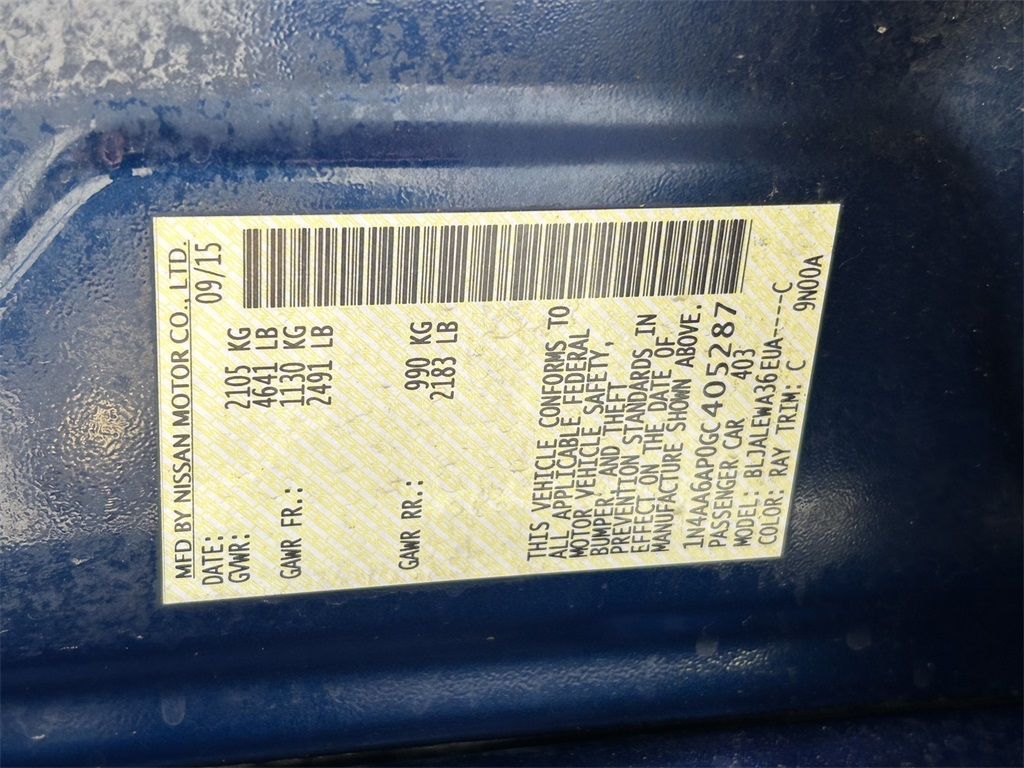 MFD BY NISSAN MOTOR CO., LTD.
DATE: 09/15
GVWR: 2105 KG
4641 LB
GAWR FR.: 1130 KG
2491 LB
GAWR RR.: 990 KG
2183 LB
THIS VEHICLE CONFORMS TO
ALL APPLICABLE FEDERAL
MOTOR VEHICLE SAFETY,
BUMPER, AND THEFT
PREVENTION STANDARDS IN
EFFECT ON THE DATE OF
MANUFACTURE SHOWN ABOVE.
1N4AA6AP0GC405287
PASSENGER CAR 403
MODEL: BLJALEWA36EUA-----C
COLOR: RAY TRIM: C 9N00A